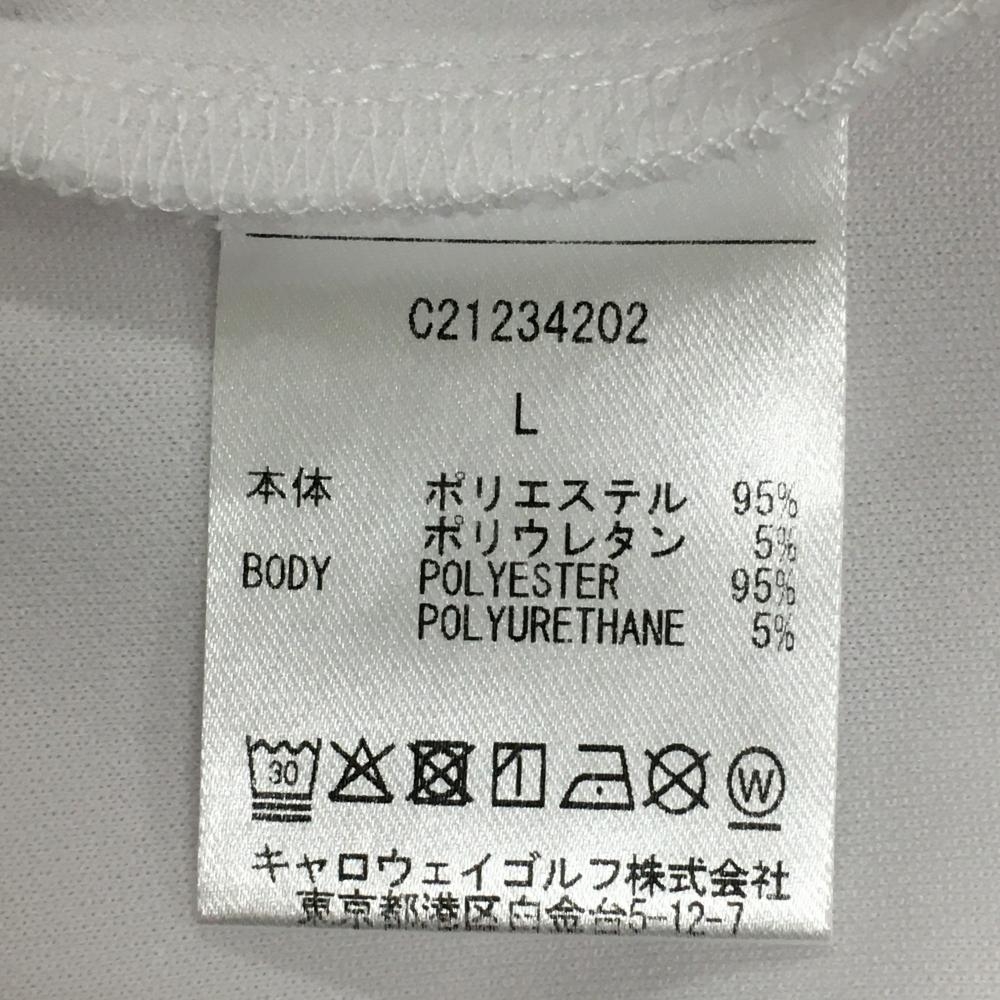 C21234202
L
本体 ポリエステル 95%
ポリウレタン 5%
BODY POLYESTER 95%
POLYURETHANE 5%
30 W
キャロウェイゴルフ株式会社
東京都港区白金台5-12-7